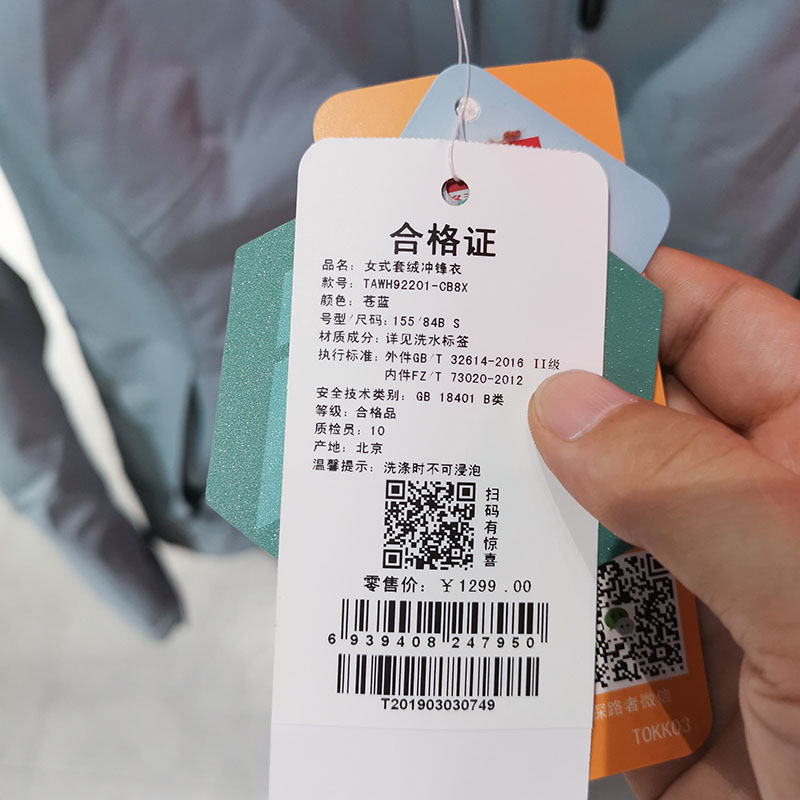 合格证
品名：女式套绒冲锋衣
款号：TAWH92201-CB8X
颜色：苍蓝
号型/尺码：155/84B S
材质成分：详见洗水标签
执行标准：外件GB/T 32614-2016 II级
内件FZ/T 73020-2012
安全技术类别：GB 18401 B类
等级：合格品
质检员：10
产地：北京
温馨提示：洗涤时不可浸泡
扫码有惊喜
零售价：￥1299.00
6 939408 247950
T201903030749
探路者微信
TOKK03